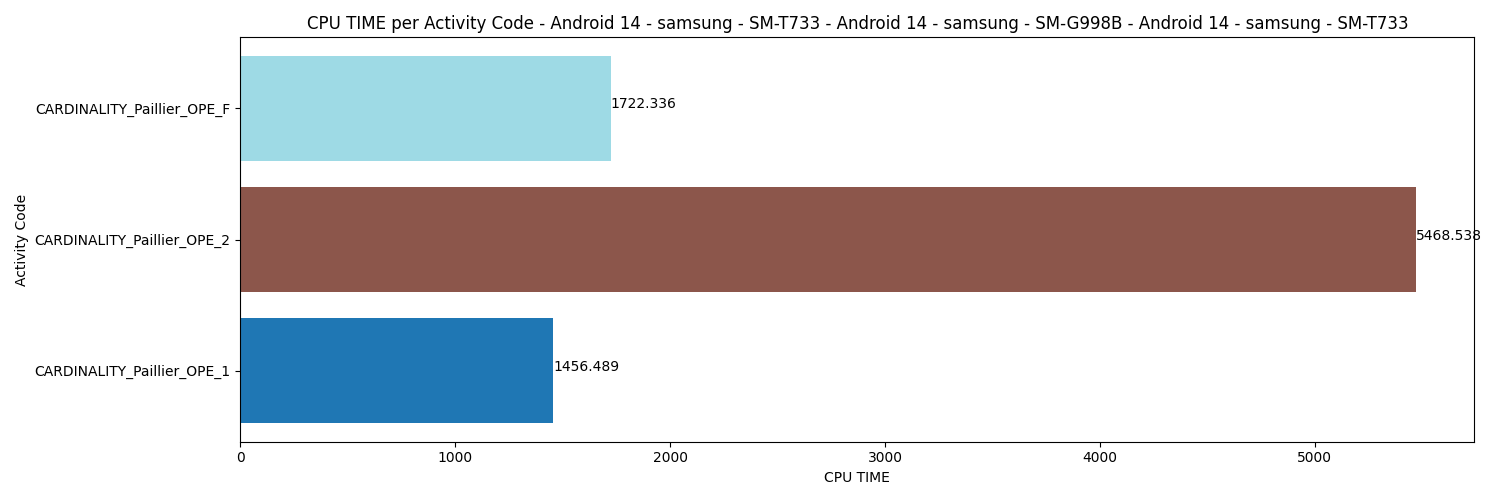 CPU TIME per Activity Code - Android 14 - samsung - SM-T733 - Android 14 - samsung - SM-G998B - Android 14 - samsung - SM-T733
Activity Code
CARDINALITY_Paillier_OPE_F
1722.336
CARDINALITY_Paillier_OPE_2
5468.538
CARDINALITY_Paillier_OPE_1
1456.489
0 1000 2000 3000 4000 5000
CPU TIME